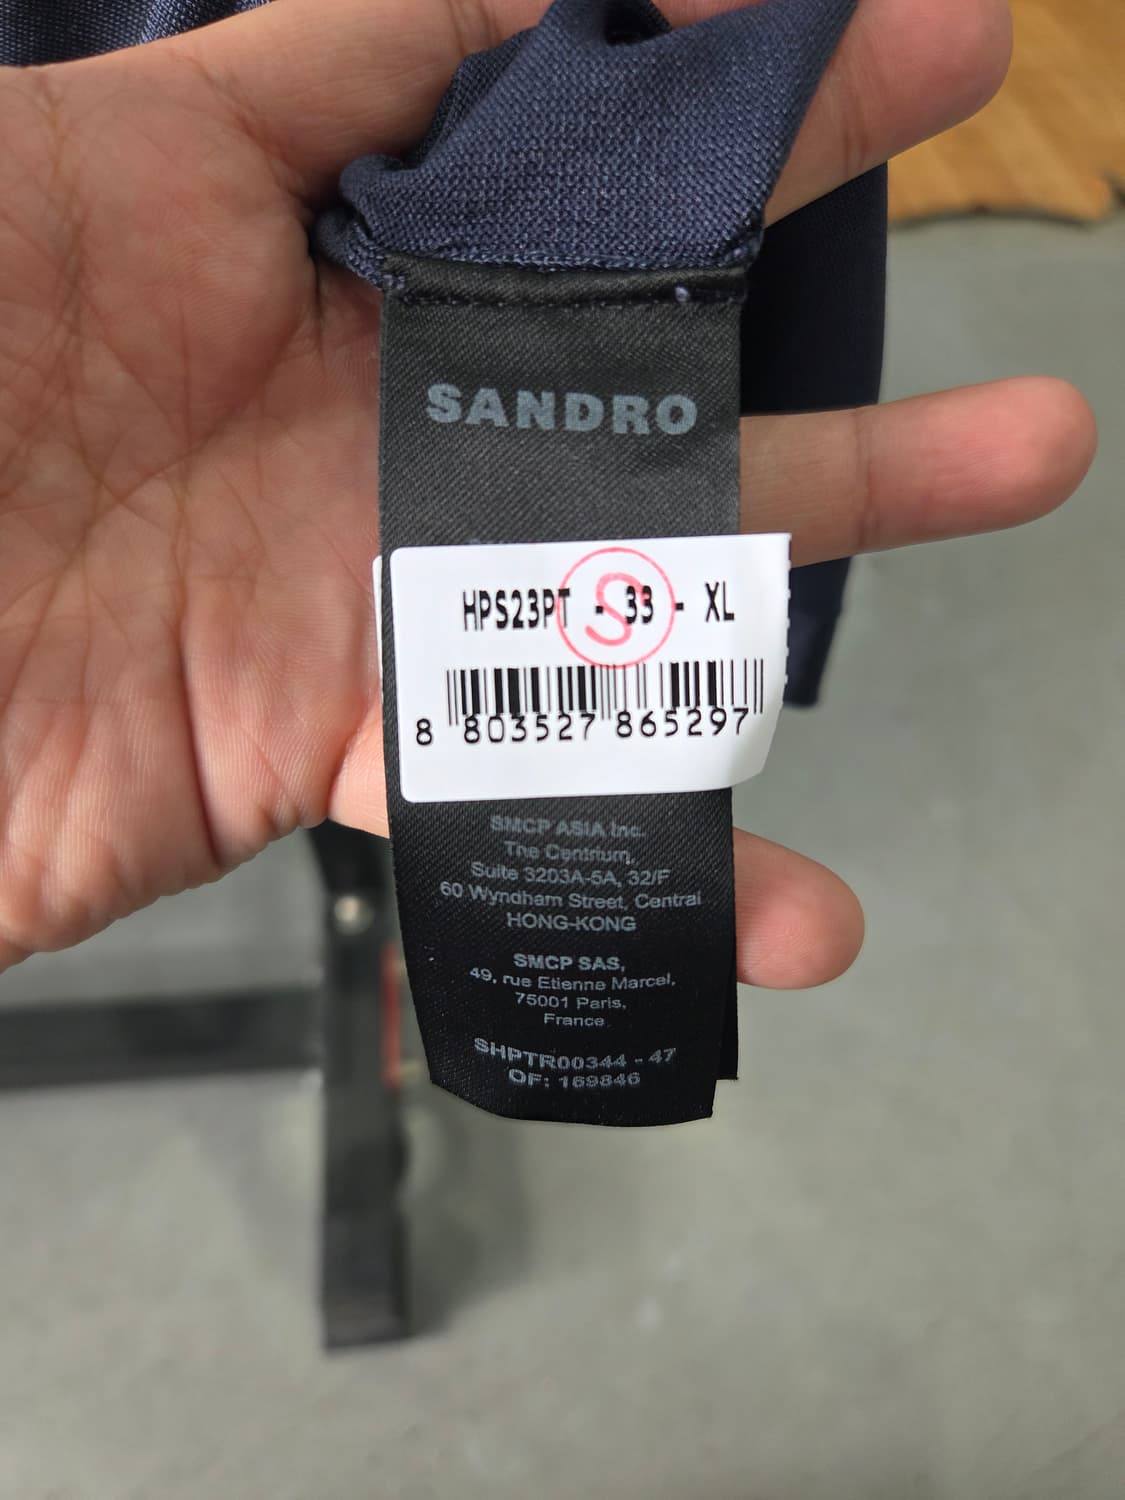 SANDRO
HPS23PT - 33 - XL
S
8 803527 865297
SMCP ASIA Inc.
The Centrium,
Suite 3203A-5A, 32/F
60 Wyndham Street, Central
HONG-KONG
SMCP SAS,
49, rue Etienne Marcel,
75001 Paris,
France
SHPTR00344 - 47
OF: 169846